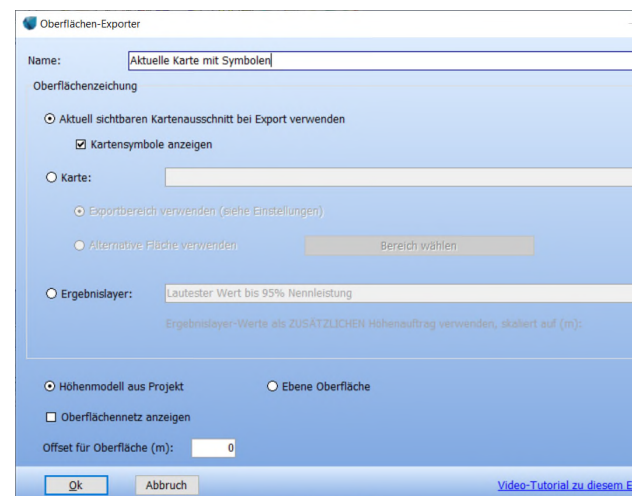 Oberflächen-Exporter
Name: Aktuelle Karte mit Symbolen
Oberflächenzeichung
Aktuell sichtbaren Kartenausschnitt bei Export verwenden
Kartensymbole anzeigen
Karte:
Exportbereich verwenden (siehe Einstellungen)
Alternative Fläche verwenden Bereich wählen
Ergebnislayer: Lautester Wert bis 95% Nennleistung
Ergebnislayer-Werte als ZUSÄTZLICHEN Höhenauftrag verwenden, skaliert auf (m):
Höhenmodell aus Projekt Ebene Oberfläche
Oberflächennetz anzeigen
Offset für Oberfläche (m): 0
Ok Abbruch Video-Tutorial zu diesem E